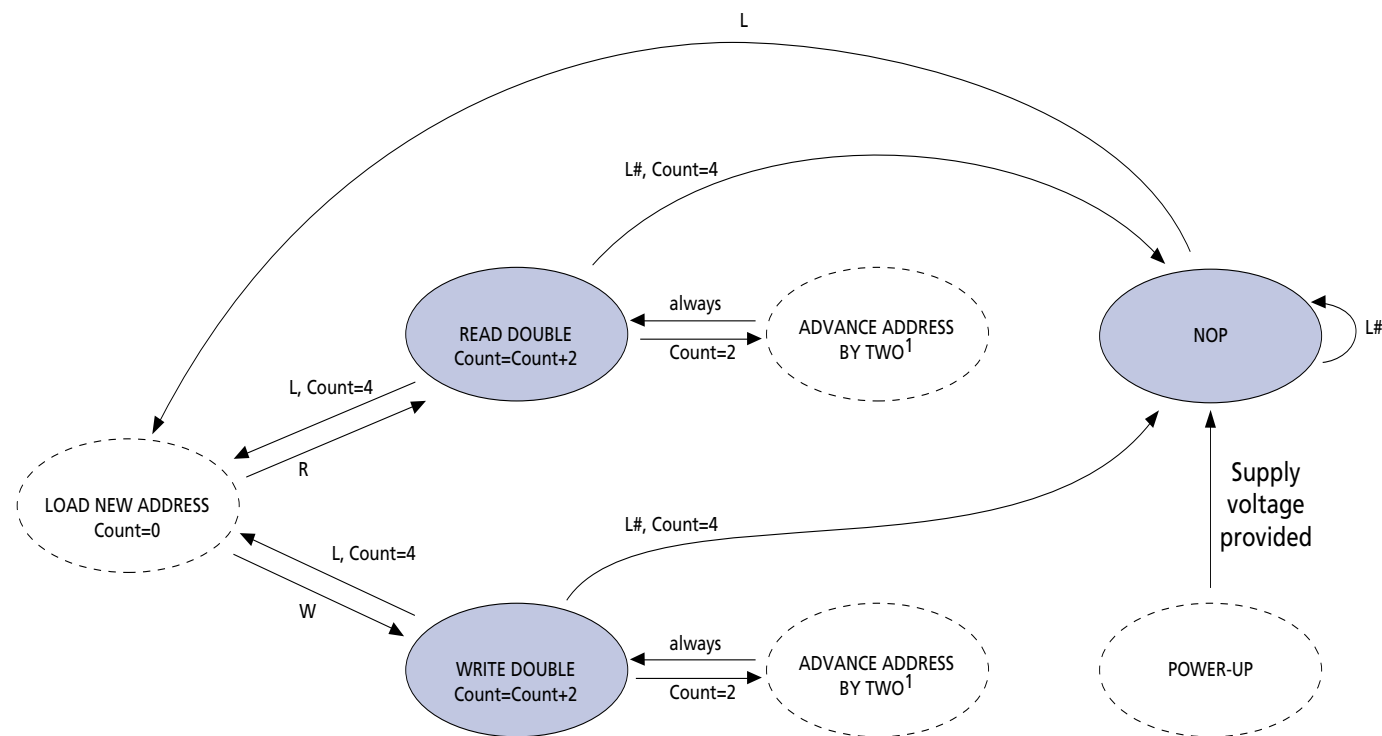 L
L#, Count=4
always
READ DOUBLE
Count=Count+2
Count=2
ADVANCE ADDRESS
BY TWO1
NOP
L#
L, Count=4
R
LOAD NEW ADDRESS
Count=0
Supply
voltage
provided
L#, Count=4
L, Count=4
W
always
WRITE DOUBLE
Count=Count+2
Count=2
ADVANCE ADDRESS
BY TWO1
POWER-UP